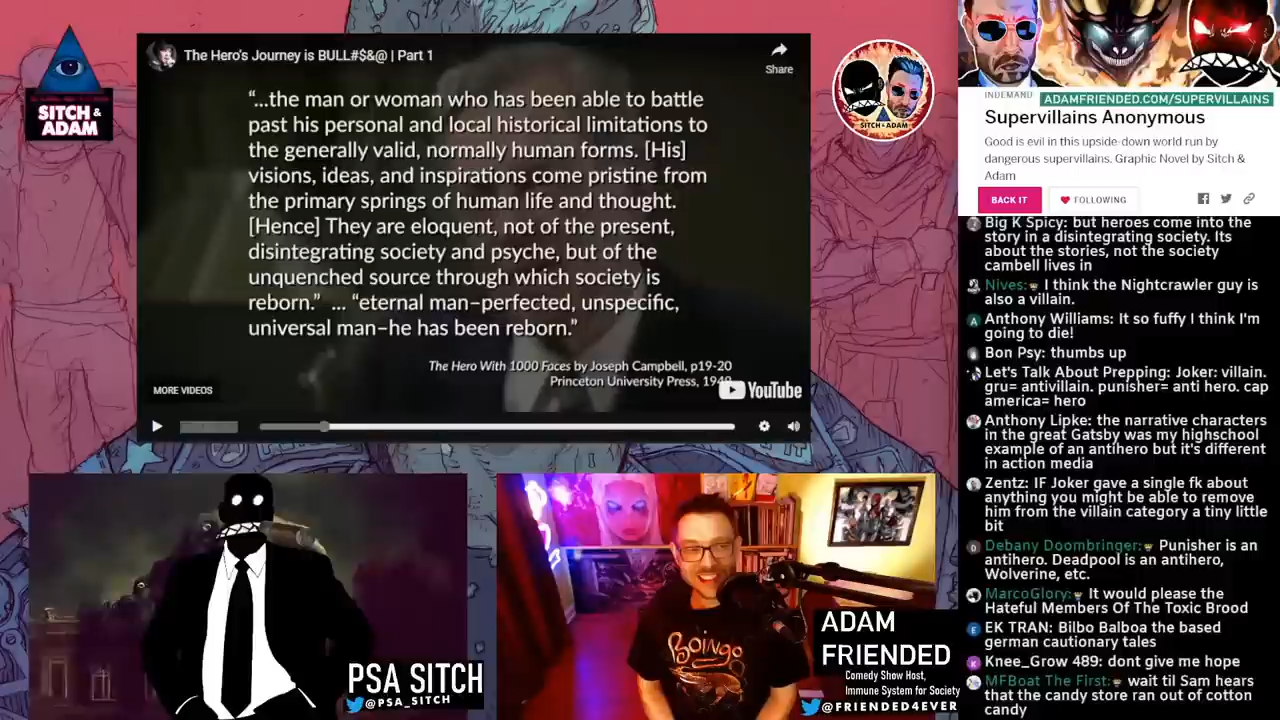 The Hero's Journey is BULL#$&@ | Part 1
Share
“...the man or woman who has been able to battle
past his personal and local historical limitations to
the generally valid, normally human forms. [His]
visions, ideas, and inspirations come pristine from
the primary springs of human life and thought.
[Hence] They are eloquent, not of the present,
disintegrating society and psyche, but of the
unquenched source through which society is
reborn.” ... “eternal man–perfected, unspecific,
universal man–he has been reborn.”
The Hero With 1000 Faces by Joseph Campbell, p19-20
Princeton University Press,
MORE VIDEOS
YouTube
SITCH &
ADAM
SITCH & ADAM
INDEMAND
ADAMFRIENDED.COM/SUPERVILLAINS
Supervillains Anonymous
Good is evil in this upside-down world run by
dangerous supervillains. Graphic Novel by Sitch &
Adam
BACK IT
FOLLOWING
Big K Spicy: but heroes come into the
story in a disintegrating society. Its
about the stories, not the society
cambell lives in
Nives: I think the Nightcrawler guy is
also a villain.
A
Anthony Williams: It so fuffy I think I'm
going to die!
Bon Psy: thumbs up
Let's Talk About Prepping: Joker: villain.
gru= antivillain. punisher= anti hero. cap
america= hero
Anthony Lipke: the narrative characters
in the great Gatsby was my highschool
example of an antihero but it's different
in action media
Zentz: IF Joker gave a single fk about
anything you might be able to remove
him from the villain category a tiny little
bit
D
Debany Doombringer: Punisher is an
antihero. Deadpool is an antihero,
Wolverine, etc.
MarcoGlory: It would please the
Hateful Members Of The Toxic Brood
E
EK TRAN: Bilbo Balboa the based
german cautionary tales
K
Knee_Grow 489: dont give me hope
MFBoat The First: wait til Sam hears
that the candy store ran out of cotton
candy
PSA SITCH
@PSA_SITCH
Boingo
ADAM
FRIENDED
Comedy Show Host,
Immune System for Society
@FRIENDED4EVER